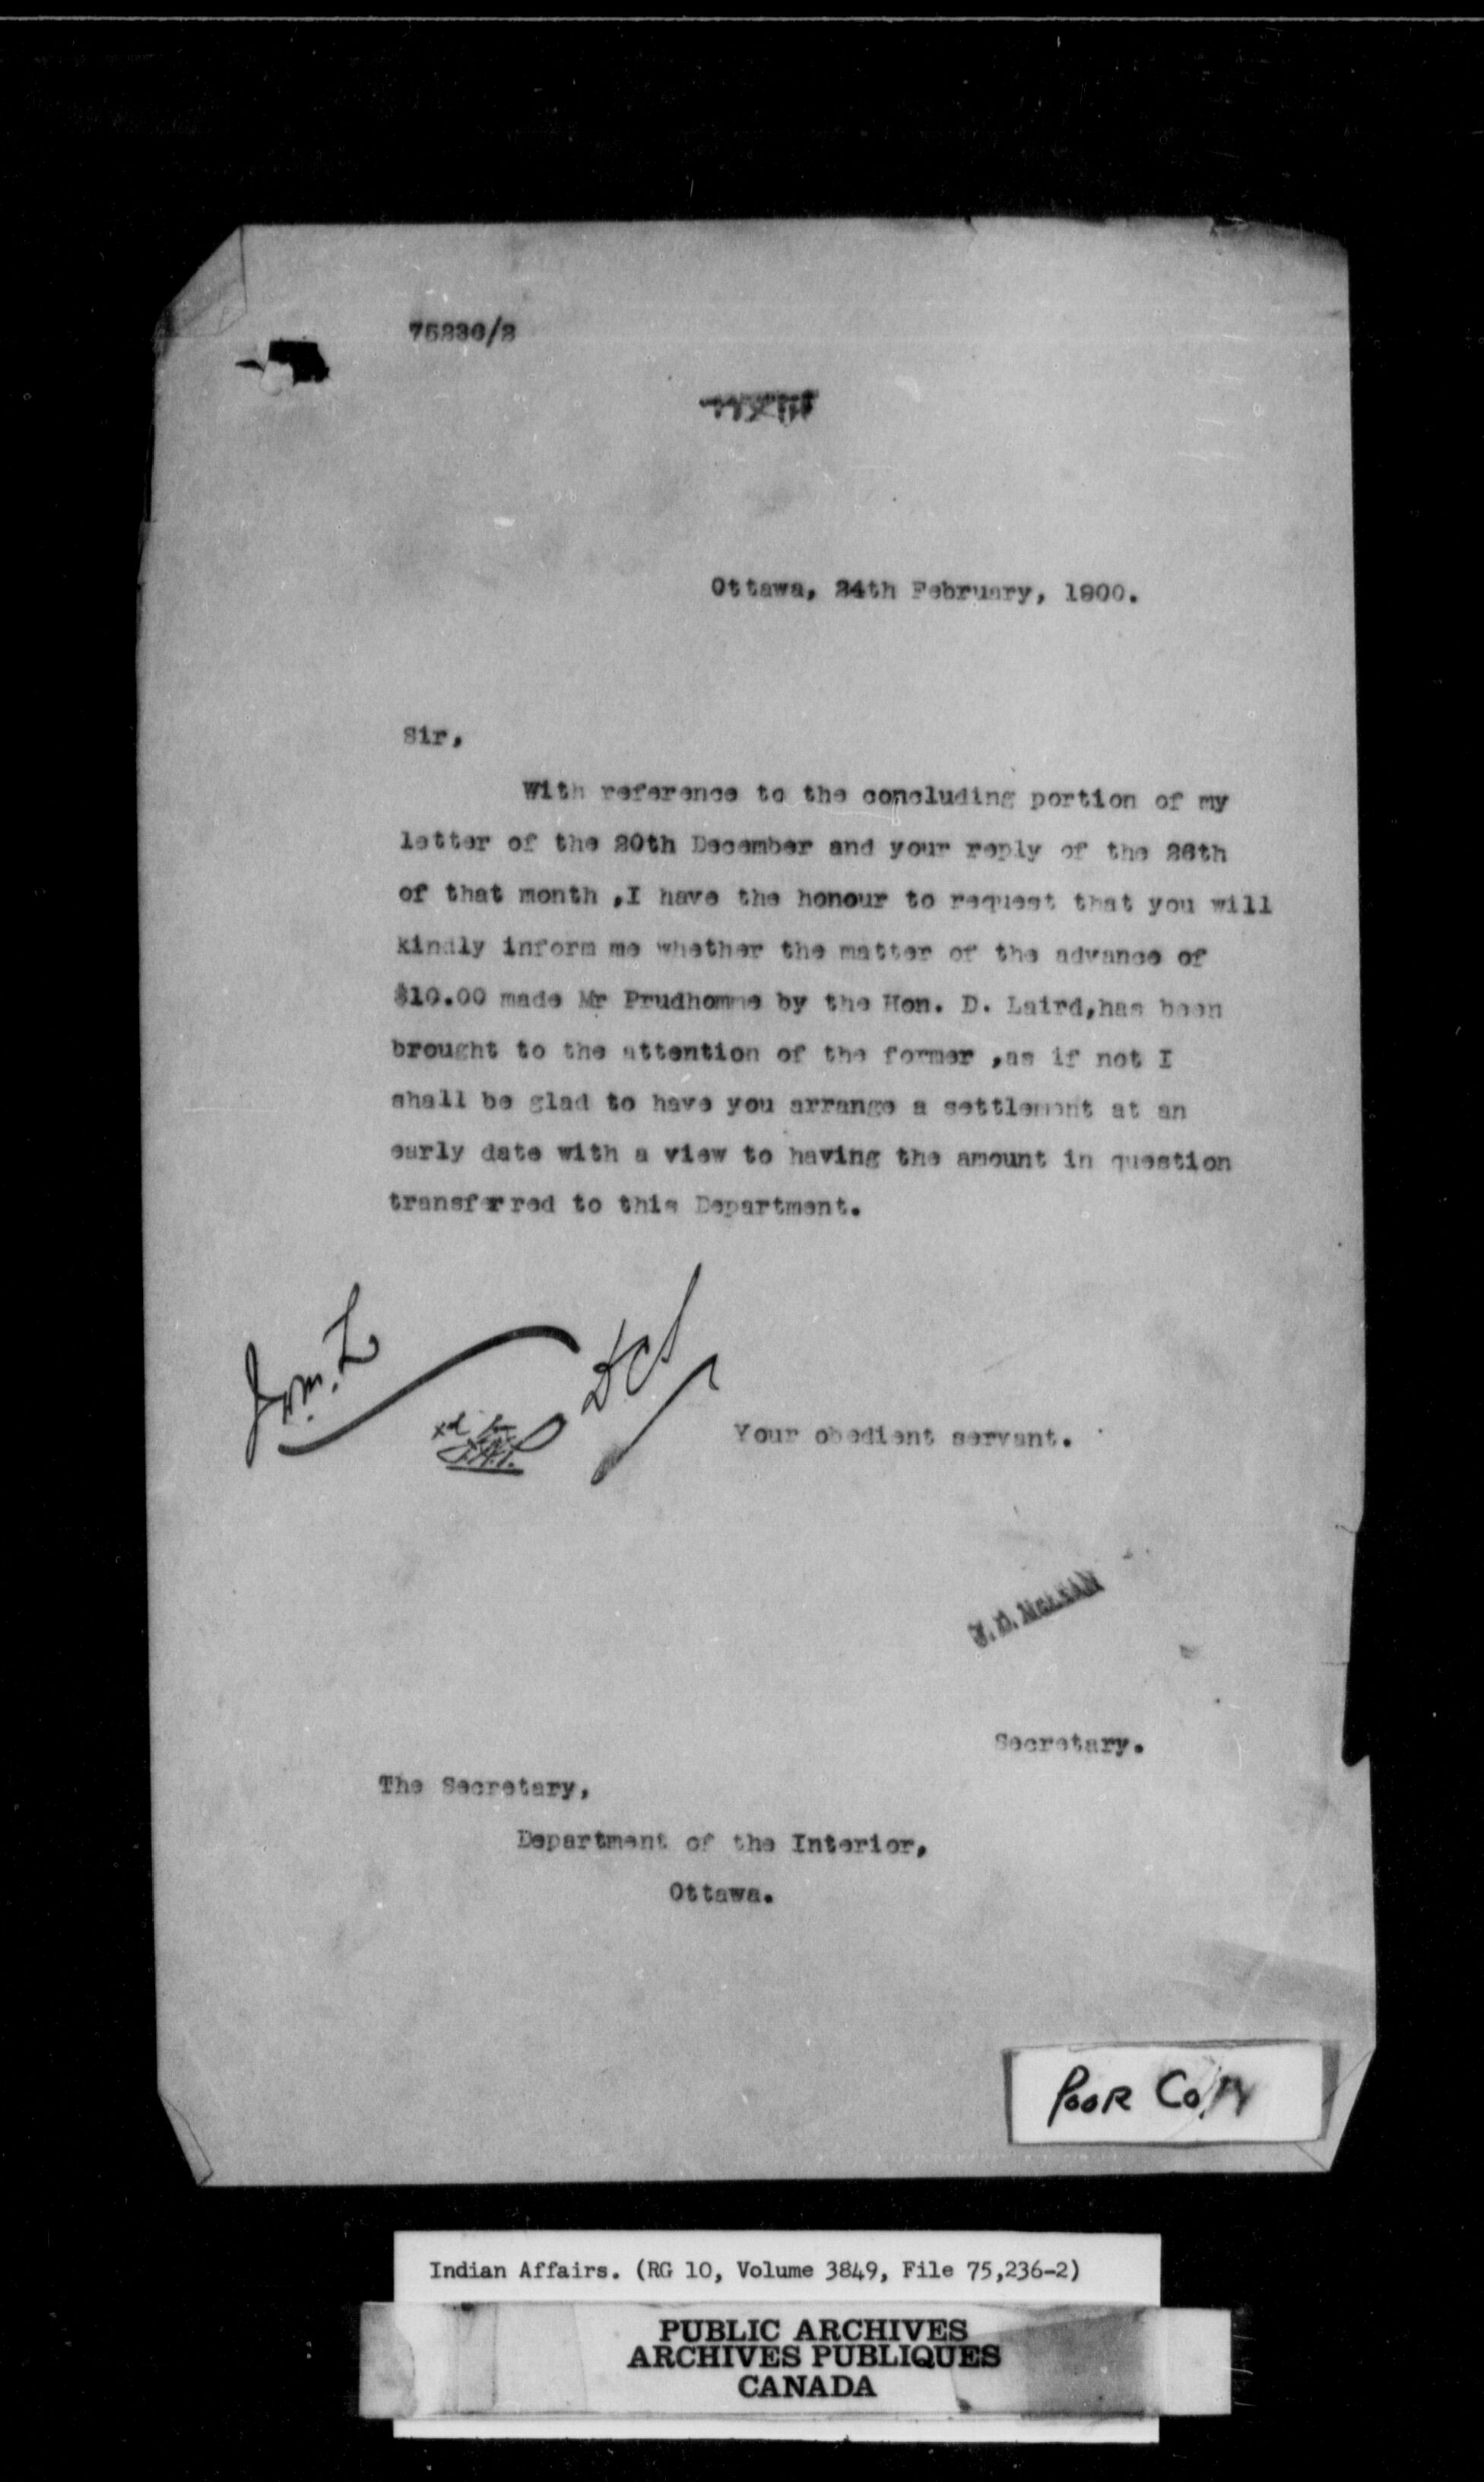 75236/2
Ottawa, 24th February, 1900.
Sir,
With reference to the concluding portion of my
letter of the 20th December and your reply of the 26th
of that month ,I have the honour to request that you will
kindly inform me whether the matter of the advance of
$10.00 made Mr Prudhomme by the Hon. D. Laird,has been
brought to the attention of the former ,as if not I
shall be glad to have you arrange a settlement at an
early date with a view to having the amount in question
transferred to this Department.
DCS
Your obedient servant.
J. D. McLEAN
Secretary.
The Secretary,
Department of the Interior,
Ottawa.
POOR COPY
Indian Affairs. (RG 10, Volume 3849, File 75,236-2)
PUBLIC ARCHIVES
ARCHIVES PUBLIQUES
CANADA